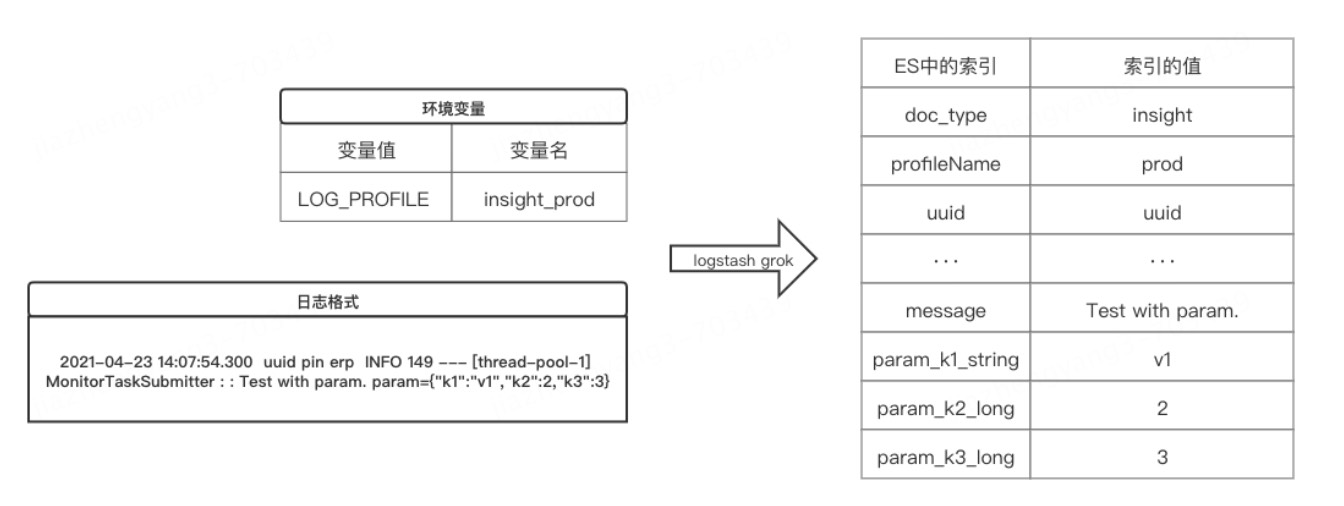 环境变量
变量值 变量名
LOG_PROFILE insight_prod
日志格式
2021-04-23 14:07:54.300 uuid pin erp INFO 149 --- [thread-pool-1]
MonitorTaskSubmitter : : Test with param. param={"k1":"v1","k2":2,"k3":3}
logstash grok
ES中的索引 索引的值
doc_type insight
profileName prod
uuid uuid
... ...
message Test with param.
param_k1_string v1
param_k2_long 2
param_k3_long 3